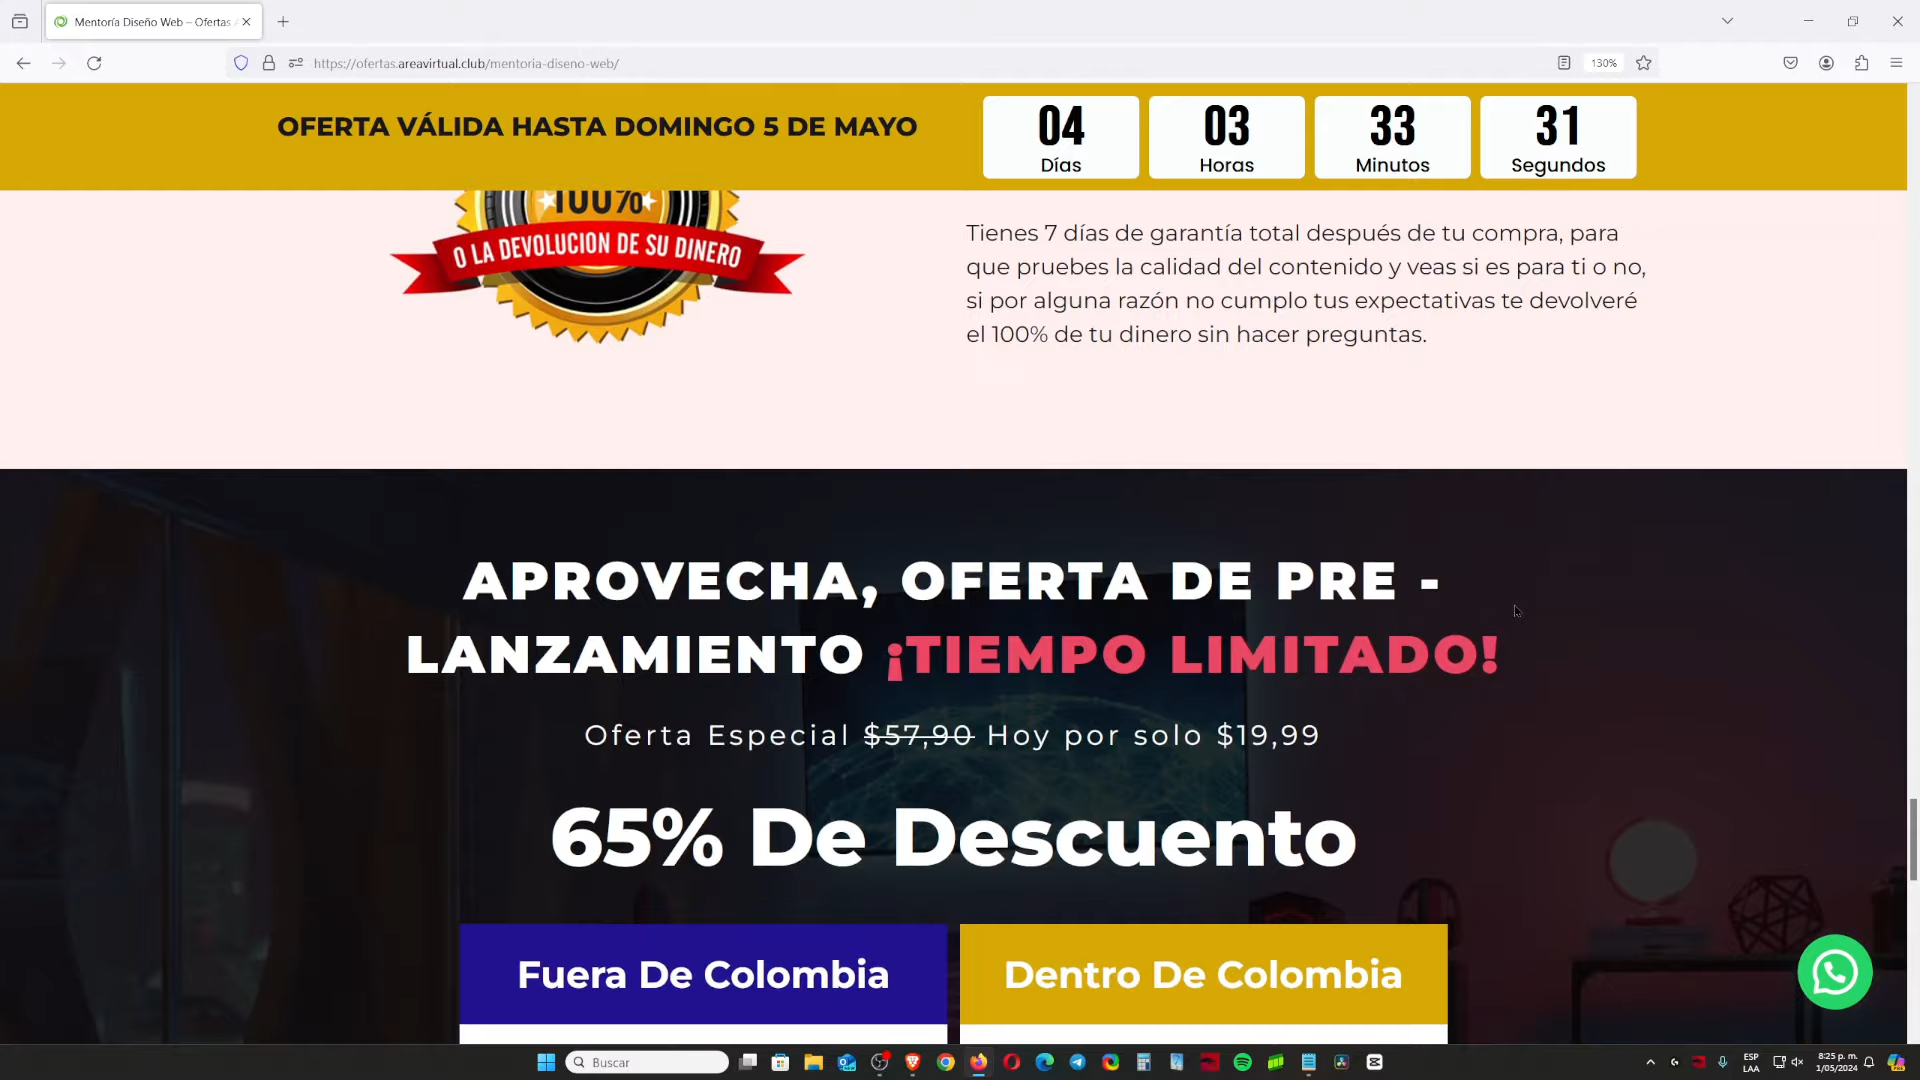 Mentoría Diseño Web – Ofertas
https://ofertas.areavirtual.club/mentoria-diseno-web/
130%
OFERTA VÁLIDA HASTA DOMINGO 5 DE MAYO
04
Días
03
Horas
33
Minutos
31
Segundos
100%
O LA DEVOLUCION DE SU DINERO
Tienes 7 días de garantía total después de tu compra, para
que pruebes la calidad del contenido y veas si es para ti o no,
si por alguna razón no cumplo tus expectativas te devolveré
el 100% de tu dinero sin hacer preguntas.
APROVECHA, OFERTA DE PRE -
LANZAMIENTO ¡TIEMPO LIMITADO!
Oferta Especial $57,90 Hoy por solo $19,99
65% De Descuento
Fuera De Colombia
Dentro De Colombia
Buscar
ESP
LAA
8:25 p. m.
1/05/2024